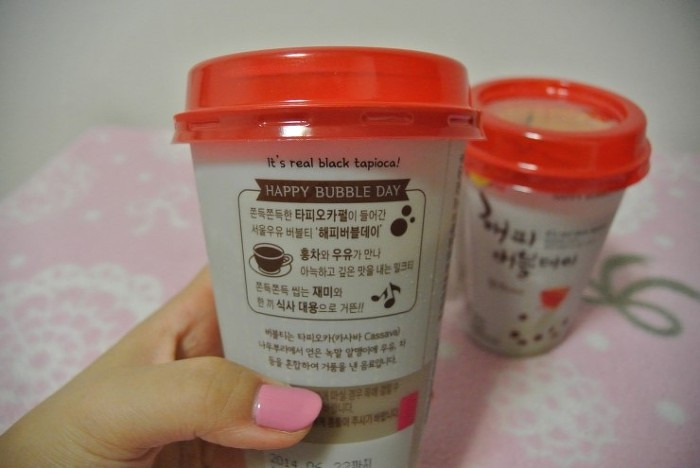 It's real black tapioca!
HAPPY BUBBLE DAY
쫀득쫀득한 타피오카펄이 들어간
서울우유 버블티 '해피버블데이'
홍차와 우유가 만나
아늑하고 깊은 맛을 내는 밀크티
쫀득쫀득 씹는 재미와
한 끼 식사 대용으로 거뜬!!
버블티는 타피오카(카사바 Cassava)
나무뿌리에서 얻은 녹말 알맹이에 우유, 차
등을 혼합하여 거품을 낸 음료입니다.
2014.06.22까지
해피
버블데이